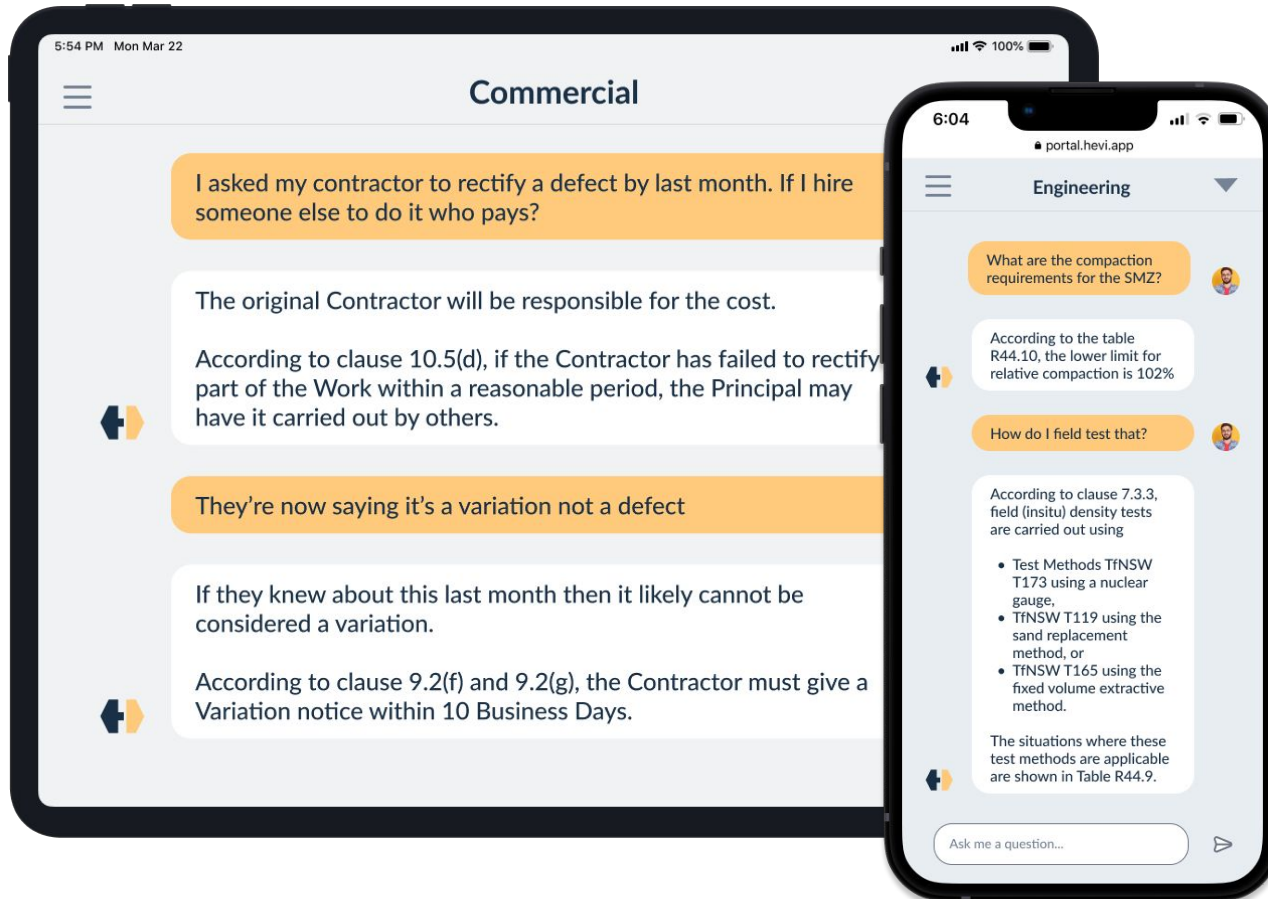 5:54 PM Mon Mar 22
100%
Commercial
I asked my contractor to rectify a defect by last month. If I hire
someone else to do it who pays?
The original Contractor will be responsible for the cost.
According to clause 10.5(d), if the Contractor has failed to rectify
part of the Work within a reasonable period, the Principal may
have it carried out by others.
They're now saying it's a variation not a defect
If they knew about this last month then it likely cannot be
considered a variation.
According to clause 9.2(f) and 9.2(g), the Contractor must give a
Variation notice within 10 Business Days.
6:04
portal.hevi.app
Engineering
What are the compaction
requirements for the SMZ?
According to the table
R44.10, the lower limit for
relative compaction is 102%
How do I field test that?
According to clause 7.3.3,
field (insitu) density tests
are carried out using
• Test Methods TfNSW
T173 using a nuclear
gauge,
• TfNSW T119 using the
sand replacement
method, or
• TfNSW T165 using the
fixed volume extractive
method.
The situations where these
test methods are applicable
are shown in Table R44.9.
Ask me a question...